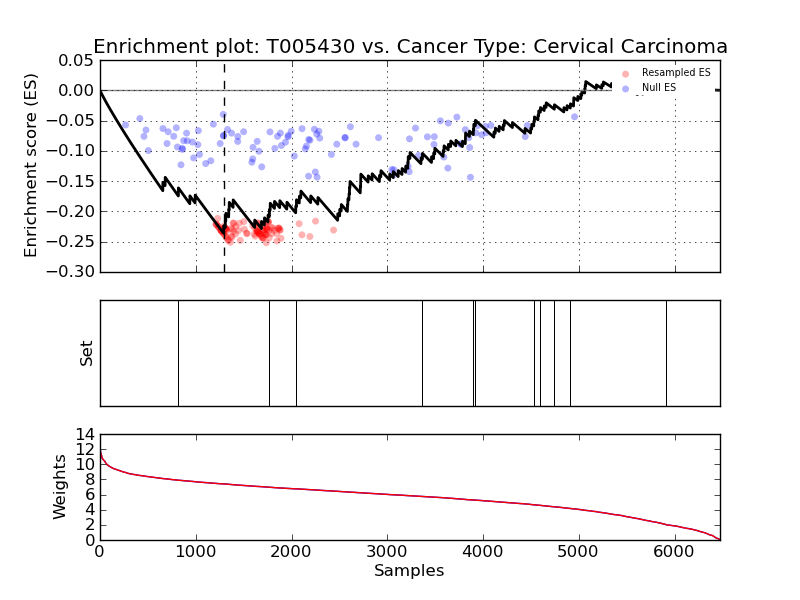 Enrichment plot: T005430 vs. Cancer Type: Cervical Carcinoma
Enrichment score (ES)
0.05
0.00
−0.05
−0.10
−0.15
−0.20
−0.25
−0.30
Resampled ES
Null ES
Set
Weights
14
12
10
8
6
4
2
0
0 1000 2000 3000 4000 5000 6000
Samples